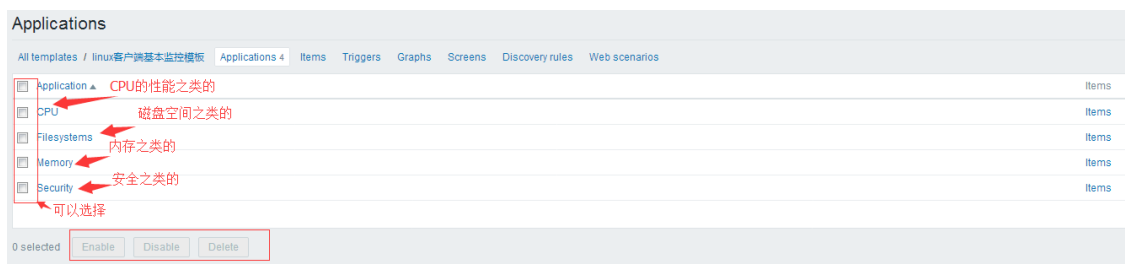 Applications
All templates / linux客户端基本监控模板 Applications 4 Items Triggers Graphs Screens Discovery rules Web scenarios
Application ▲ CPU的性能之类的 Items
CPU 磁盘空间之类的 Items
Filesystems 内存之类的 Items
Memory 安全之类的 Items
Security Items
可以选择
0 selected Enable Disable Delete